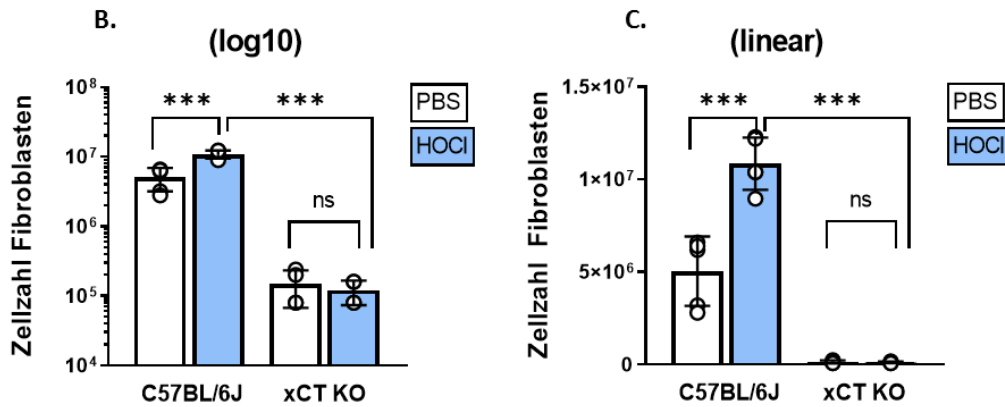 B.
(log10)
Zellzahl Fibroblasten
10⁸
10⁷
10⁶
10⁵
10⁴
***
***
ns
C57BL/6J
xCT KO
PBS
HOCl
C.
(linear)
Zellzahl Fibroblasten
1.5×10⁷
1×10⁷
5×10⁶
0
***
***
ns
C57BL/6J
xCT KO
PBS
HOCl